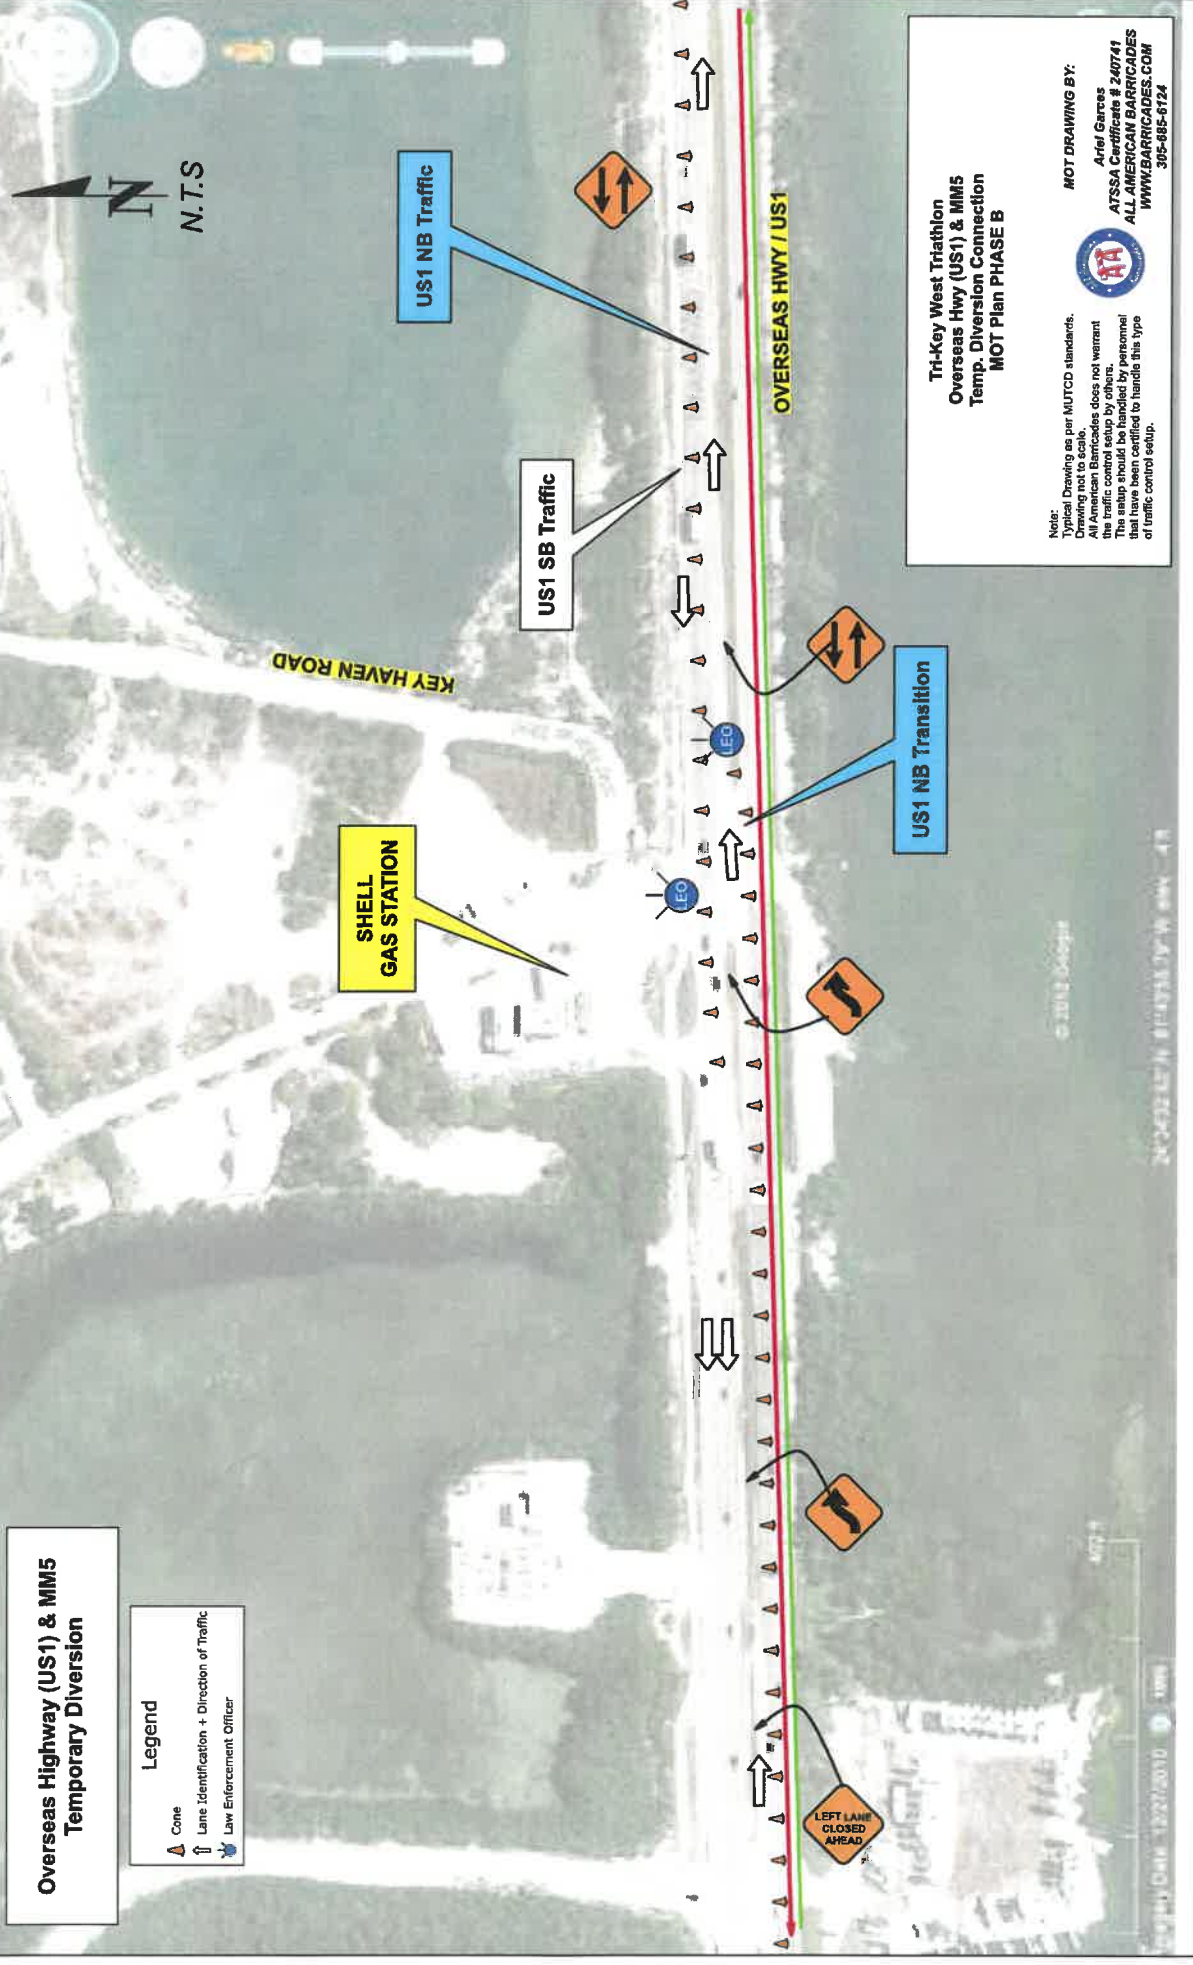 Overseas Highway (US1) & MM5
Temporary Diversion
Legend
Cone
Lane Identification + Direction of Traffic
Law Enforcement Officer
N
N.T.S
KEY HAVEN ROAD
SHELL
GAS STATION
US1 SB Traffic
US1 NB Traffic
LEO
LEO
OVERSEAS HWY / US1
US1 NB Transition
LEFT LANE
CLOSED
AHEAD
Tri-Key West Triathlon
Overseas Hwy (US1) & MM5
Temp. Diversion Connection
MOT Plan PHASE B
Note:
Typical Drawing as per MUTCD standards.
Drawing not to scale.
All American Barricades does not warrant
the traffic control setup by others.
The setup should be handled by personnel
that have been certified to handle this type
of traffic control setup.
AA
MOT DRAWING BY:
Ariel Garces
ATSSA Certificate # 240741
ALL AMERICAN BARRICADES
WWW.BARRICADES.COM
305-685-6124
© 2012 Google